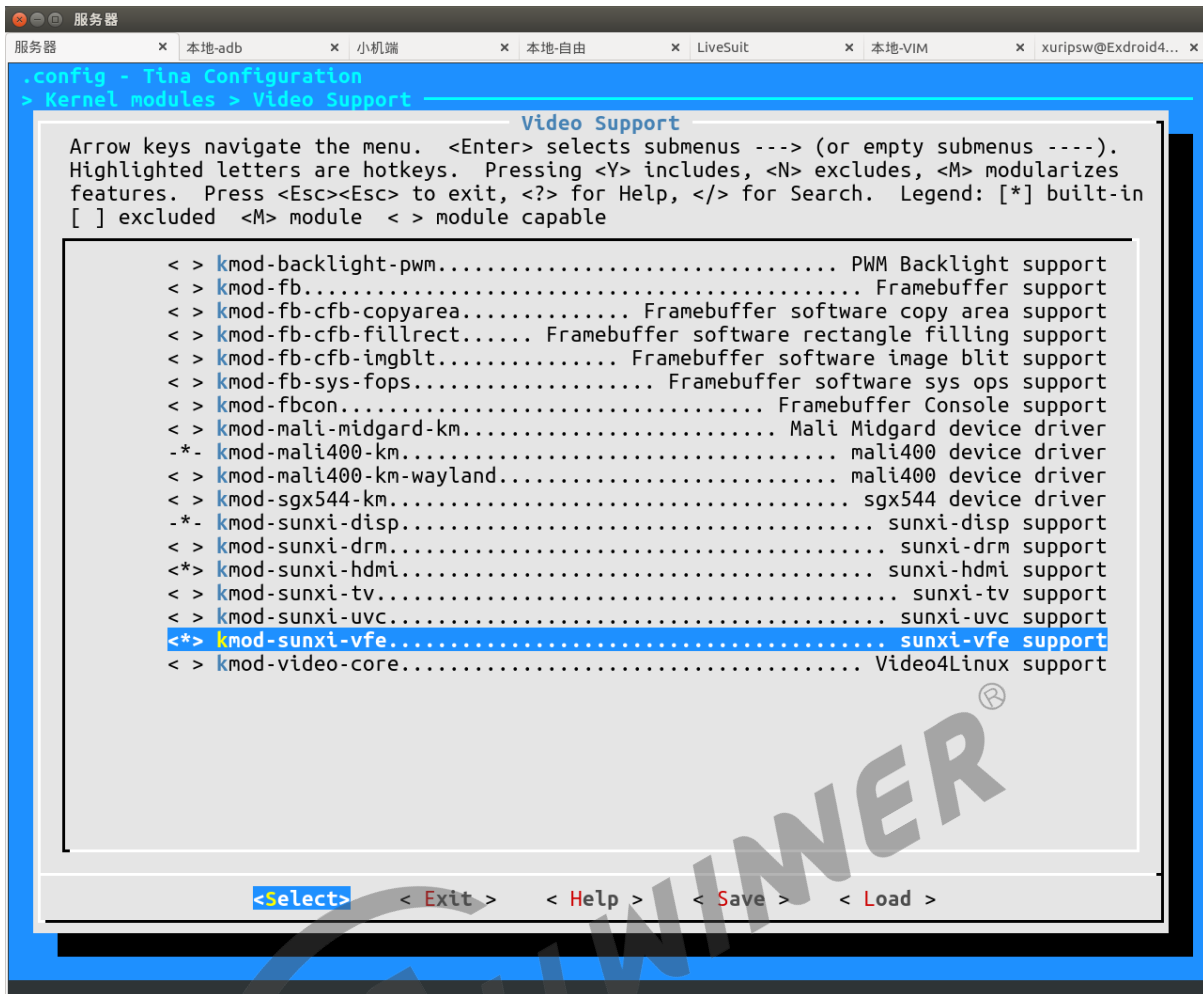 服务器
服务器 × 本地-adb × 小机端 × 本地-自由 × LiveSuit × 本地-VIM × xuripsw@Exdroid4... ×
.config - Tina Configuration
> Kernel modules > Video Support
Video Support
Arrow keys navigate the menu.  <Enter> selects submenus ---> (or empty submenus ----).
Highlighted letters are hotkeys.  Pressing <Y> includes, <N> excludes, <M> modularizes
features.  Press <Esc><Esc> to exit, <?> for Help, </> for Search.  Legend: [*] built-in
[ ] excluded  <M> module  < > module capable
< > kmod-backlight-pwm................................. PWM Backlight support
< > kmod-fb.............................................. Framebuffer support
< > kmod-fb-cfb-copyarea.............. Framebuffer software copy area support
< > kmod-fb-cfb-fillrect...... Framebuffer software rectangle filling support
< > kmod-fb-cfb-imgblt............... Framebuffer software image blit support
< > kmod-fb-sys-fops.................... Framebuffer software sys ops support
< > kmod-fbcon................................... Framebuffer Console support
< > kmod-mali-midgard-km.......................... Mali Midgard device driver
-*- kmod-mali400-km.................................... mali400 device driver
< > kmod-mali400-km-wayland............................ mali400 device driver
< > kmod-sgx544-km...................................... sgx544 device driver
-*- kmod-sunxi-disp........................................ sunxi-disp support
< > kmod-sunxi-drm......................................... sunxi-drm support
<*> kmod-sunxi-hdmi....................................... sunxi-hdmi support
< > kmod-sunxi-tv........................................... sunxi-tv support
< > kmod-sunxi-uvc......................................... sunxi-uvc support
<*> kmod-sunxi-vfe......................................... sunxi-vfe support
< > kmod-video-core...................................... Video4Linux support
<Select>    < Exit >    < Help >    < Save >    < Load >